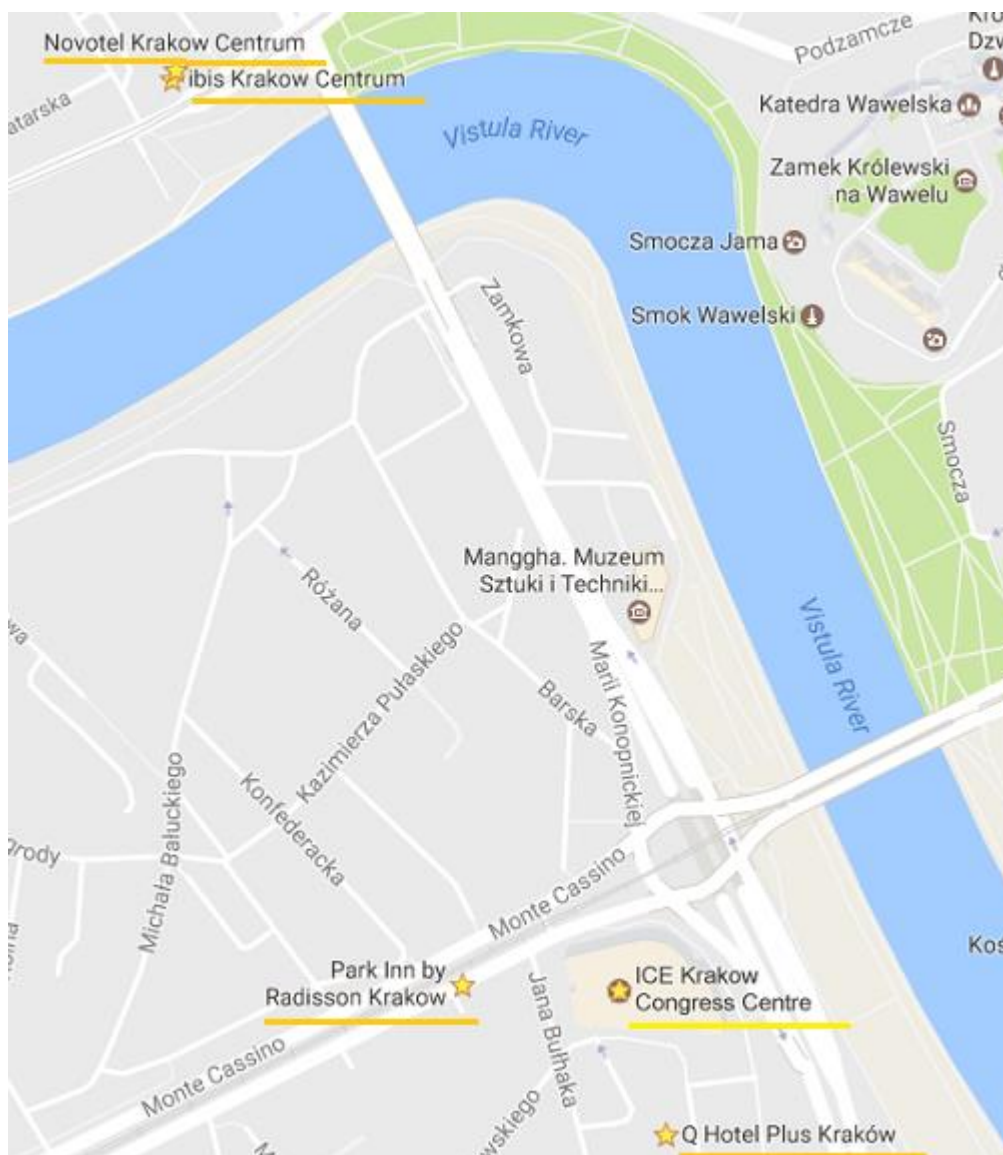 Novotel Krakow Centrum
ibis Krakow Centrum
Podzamcze
Katedra Wawelska
Vistula River
Zamek Królewski
na Wawelu
Smocza Jama
Zamkowa
Smok Wawelski
Smocza
Manggha. Muzeum
Sztuki i Techniki...
Różana
Vistula River
Kazimierza Pułaskiego
Marii Konopnickiej
Barska
Michała Bałuckiego
Konfederacka
Monte Cassino
Park Inn by
Radisson Krakow
ICE Krakow
Congress Centre
Jana Bułhaka
Monte Cassino
Q Hotel Plus Kraków